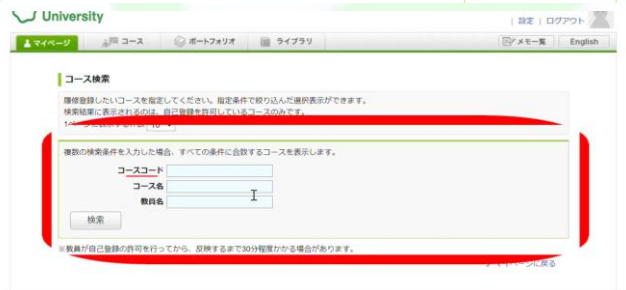 University
設定 | ログアウト
マイページ コース ポートフォリオ ライブラリ メモ一覧 English
コース検索
履修登録したいコースを指定してください。指定条件で絞り込んだ選択表示ができます。
検索結果に表示されるのは、自己登録を許可しているコースのみです。
複数の検索条件を入力した場合、すべての条件に合致するコースを表示します。
コースコード
コース名
教員名
検索
※教員が自己登録の許可を行ってから、反映するまで30分程度かかる場合があります。
マイページに戻る